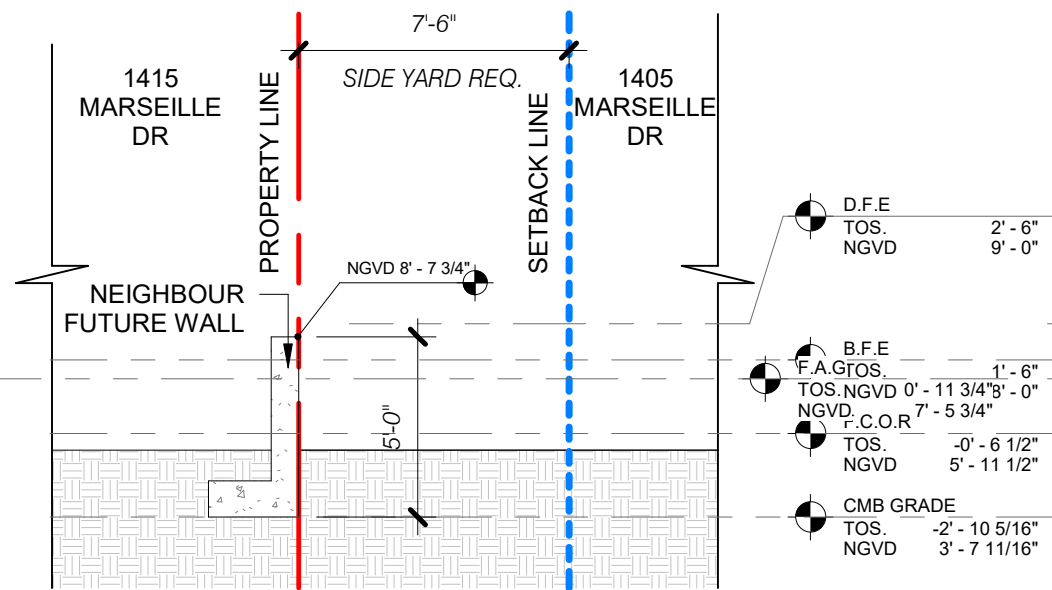 7'-6"
SIDE YARD REQ.
1415
MARSEILLE
DR
PROPERTY LINE
SETBACK LINE
1405
MARSEILLE
DR
D.F.E
TOS. 2' - 6"
NGVD 9' - 0"
NGVD 8' - 7 3/4"
NEIGHBOUR
FUTURE WALL
5'-0"
B.F.E
TOS. 1' - 6"
NGVD 8' - 0"
F.A.G
TOS. 0' - 11 3/4"
NGVD. 7' - 5 3/4"
F.C.O.R
TOS. -0' - 6 1/2"
NGVD 5' - 11 1/2"
CMB GRADE
TOS. -2' - 10 5/16"
NGVD 3' - 7 11/16"